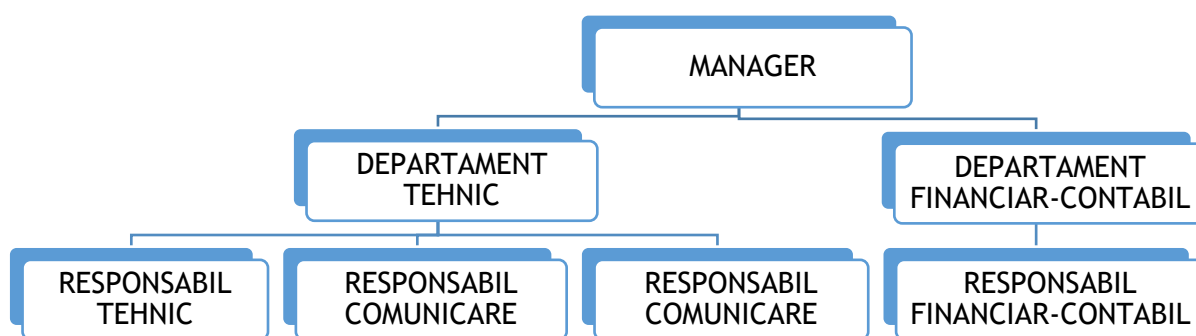 MANAGER
DEPARTAMENT
TEHNIC
DEPARTAMENT
FINANCIAR-CONTABIL
RESPONSABIL
TEHNIC
RESPONSABIL
COMUNICARE
RESPONSABIL
COMUNICARE
RESPONSABIL
FINANCIAR-CONTABIL